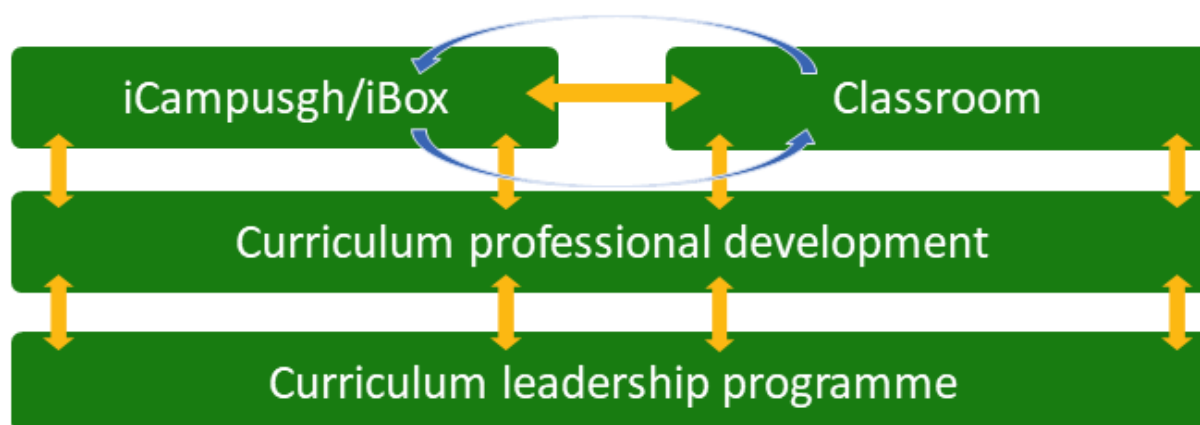 iCampusgh/iBox
Classroom
Curriculum professional development
Curriculum leadership programme